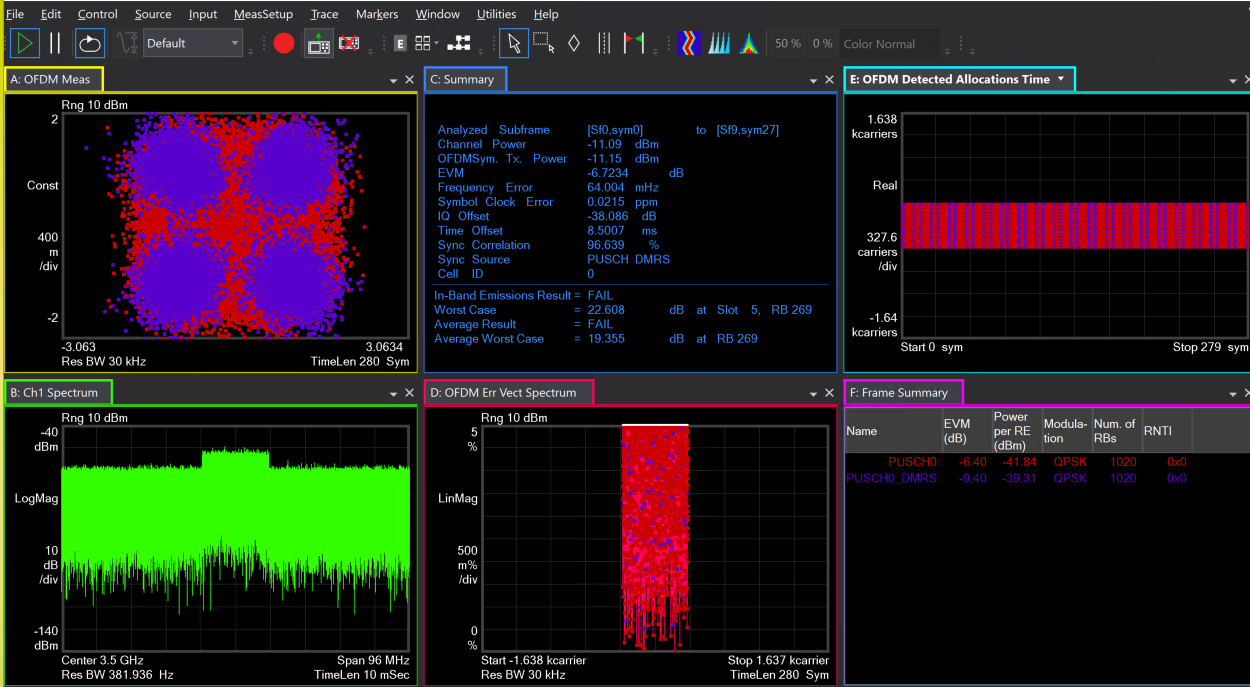 File Edit Control Source Input MeasSetup Trace Markers Window Utilities Help
Default E 50 % 0 % Color Normal
A: OFDM Meas
Rng 10 dBm
2
Const
400
m
/div
-2
-3.063 3.0634
Res BW 30 kHz TimeLen 280 Sym
C: Summary
Analyzed Subframe [Sf0,sym0] to [Sf9,sym27]
Channel Power -11.09 dBm
OFDMSym. Tx. Power -11.15 dBm
EVM -6.7234 dB
Frequency Error 64.004 mHz
Symbol Clock Error 0.0215 ppm
IQ Offset -38.086 dB
Time Offset 8.5007 ms
Sync Correlation 96.639 %
Sync Source PUSCH DMRS
Cell ID 0
In-Band Emissions Result = FAIL
Worst Case = 22.608 dB at Slot 5, RB 269
Average Result = FAIL
Average Worst Case = 19.355 dB at RB 269
E: OFDM Detected Allocations Time
1.638
kcarriers
Real
327.6
carriers
/div
-1.64
kcarriers
Start 0 sym Stop 279 sym
B: Ch1 Spectrum
Rng 10 dBm
-40
dBm
LogMag
10
dB
/div
-140
dBm
Center 3.5 GHz Span 96 MHz
Res BW 381.936 Hz TimeLen 10 mSec
D: OFDM Err Vect Spectrum
Rng 10 dBm
5
%
LinMag
500
m%
/div
0
%
Start -1.638 kcarrier Stop 1.637 kcarrier
Res BW 30 kHz TimeLen 280 Sym
F: Frame Summary
Name EVM (dB) Power per RE (dBm) Modula-tion Num. of RBs RNTI
PUSCH0 -6.40 -41.84 QPSK 1020 0x0
PUSCH0_DMRS -9.40 -39.31 QPSK 1020 0x0